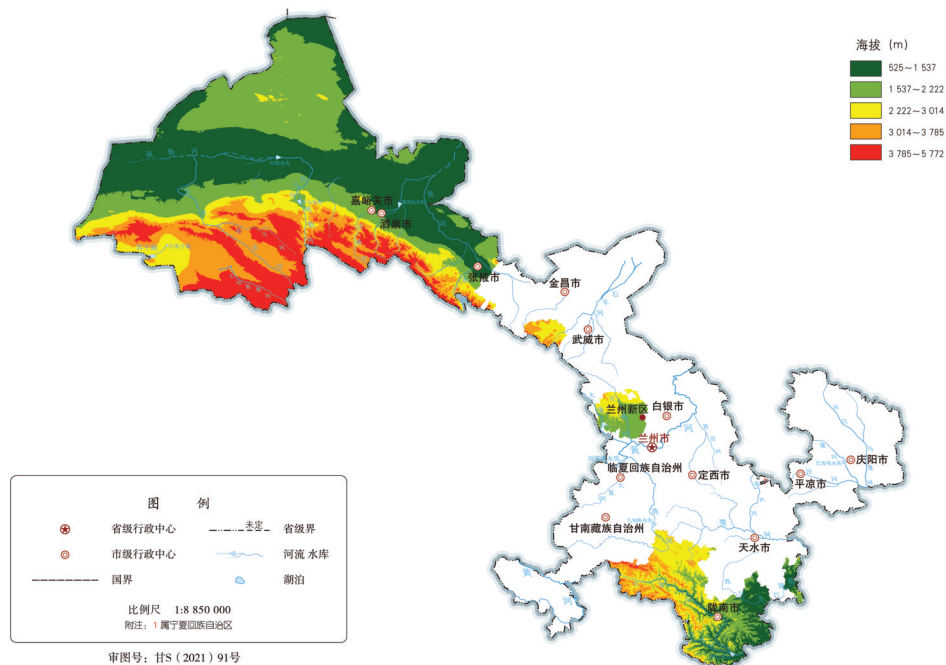 海拔 (m)
525～1 537
1 537～2 222
2 222～3 014
3 014～3 785
3 785～5 772
嘉峪关市
酒泉市
张掖市
金昌市
武威市
兰州新区
白银市
兰州市
黄
河
临夏回族自治州
定西市
平凉市
庆阳市
甘南藏族自治州
天水市
陇南市
黄
河
图 例
省级行政中心
未定
省级界
市级行政中心
河流 水库
国界
湖泊
比例尺 1:8 850 000
附注：1 属宁夏回族自治区
审图号：甘S（2021）91号